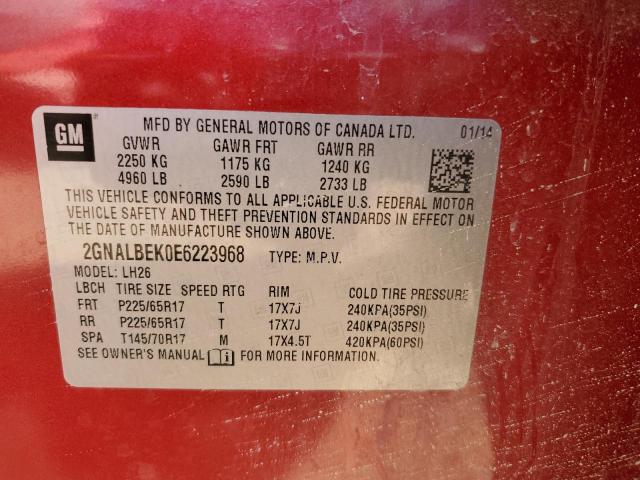 GM
MFD BY GENERAL MOTORS OF CANADA LTD. 01/14
GVWR GAWR FRT GAWR RR
2250 KG 1175 KG 1240 KG
4960 LB 2590 LB 2733 LB
THIS VEHICLE CONFORMS TO ALL APPLICABLE U.S. FEDERAL MOTOR
VEHICLE SAFETY AND THEFT PREVENTION STANDARDS IN EFFECT ON
THE DATE OF MANUFACTURE SHOWN ABOVE.
2GNALBEK0E6223968 TYPE: M.P.V.
MODEL: LH26
LBCH TIRE SIZE SPEED RTG RIM COLD TIRE PRESSURE
FRT P225/65R17 T 17X7J 240KPA(35PSI)
RR P225/65R17 T 17X7J 240KPA(35PSI)
SPA T145/70R17 M 17X4.5T 420KPA(60PSI)
SEE OWNER'S MANUAL FOR MORE INFORMATION.